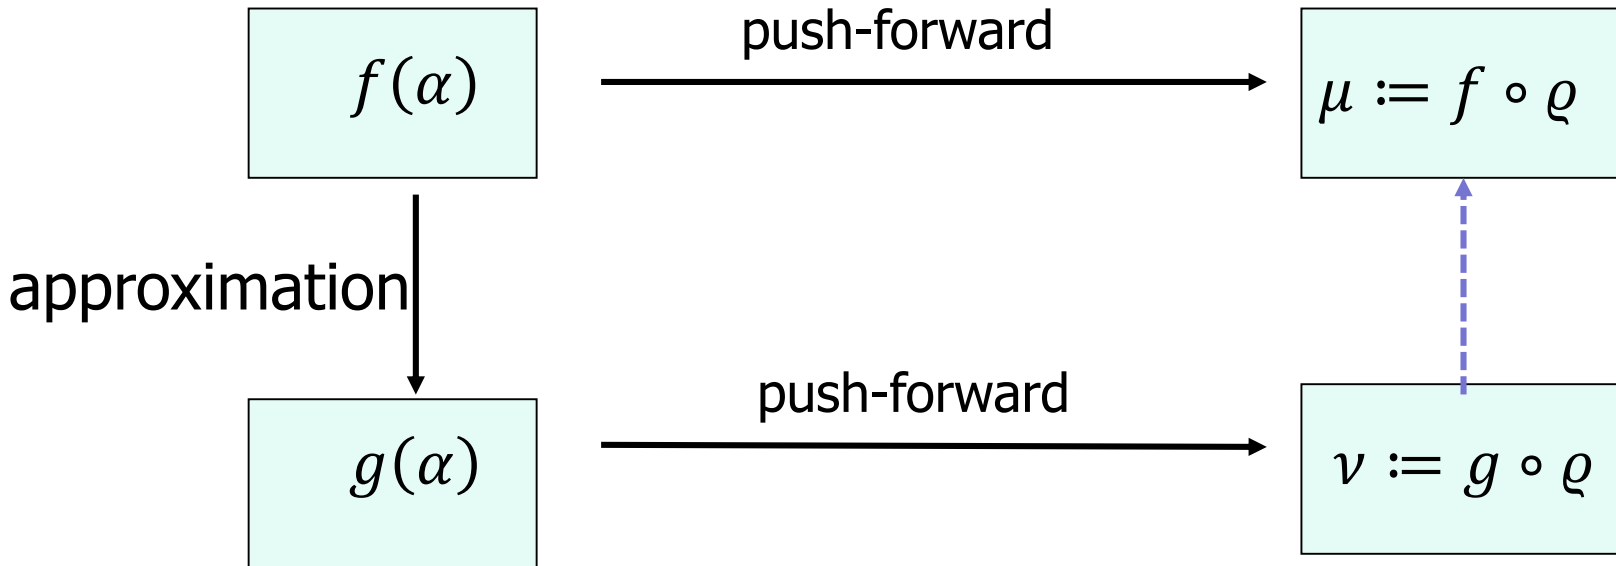 push-forward
f(α)
μ ≔ f ∘ ϱ
approximation
push-forward
g(α)
ν ≔ g ∘ ϱ